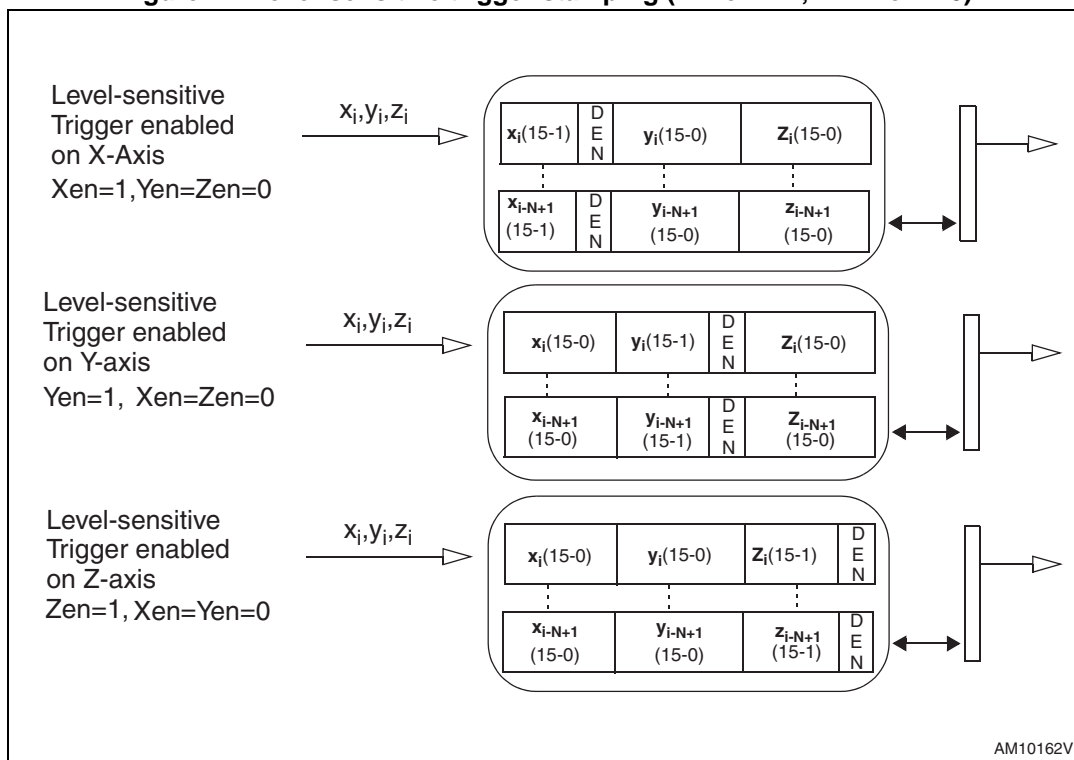 Level-sensitive
Trigger enabled
on X-Axis
Xen=1,Yen=Zen=0
xi,yi,zi
xi(15-1) DEN yi(15-0) Zi(15-0)
xi-N+1 (15-1) DEN yi-N+1 (15-0) zi-N+1 (15-0)
Level-sensitive
Trigger enabled
on Y-axis
Yen=1, Xen=Zen=0
xi,yi,zi
xi(15-0) yi(15-1) DEN Zi(15-0)
xi-N+1 (15-0) yi-N+1 (15-1) DEN Zi-N+1 (15-0)
Level-sensitive
Trigger enabled
on Z-axis
Zen=1, Xen=Yen=0
xi,yi,zi
xi(15-0) yi(15-0) Zi(15-1) DEN
xi-N+1 (15-0) yi-N+1 (15-0) zi-N+1 (15-1) DEN
AM10162V